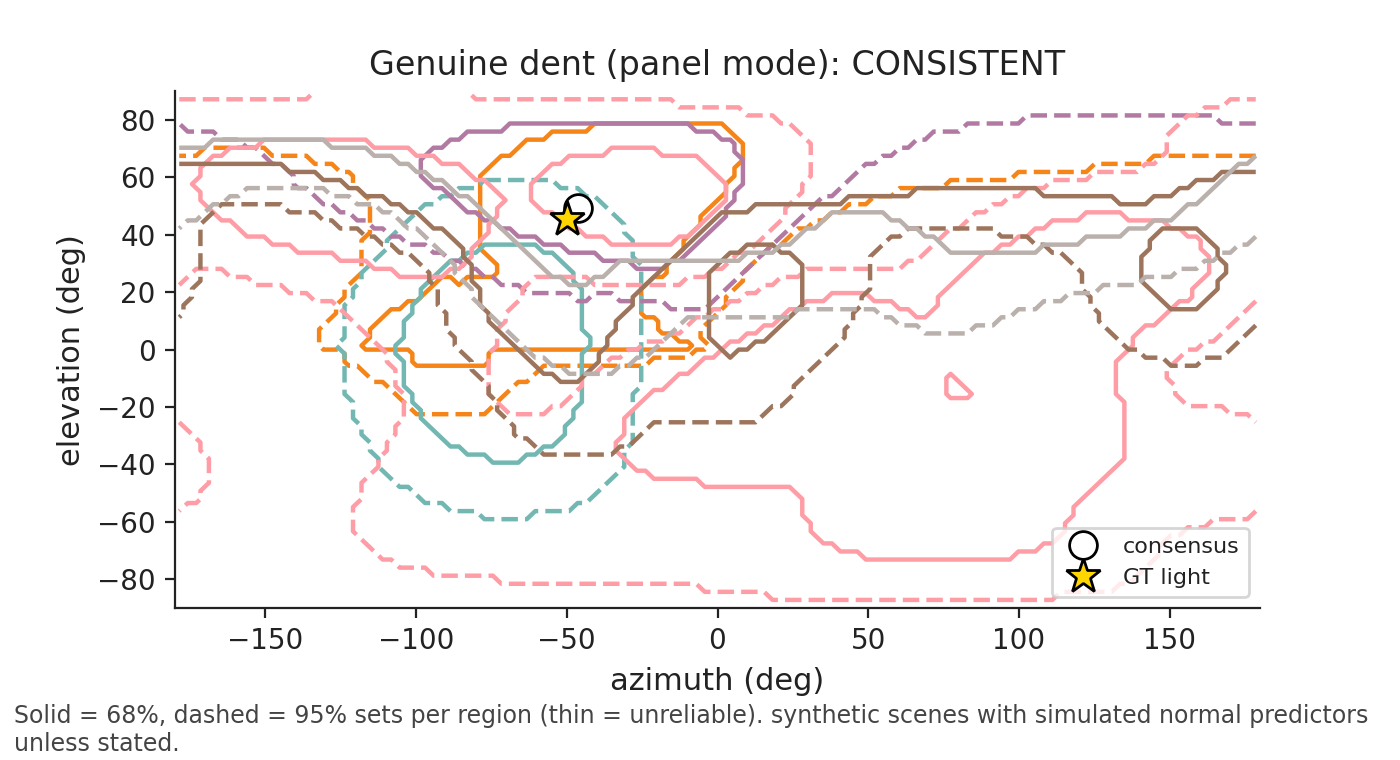 Genuine dent (panel mode): CONSISTENT
80
60
40
20
0
−20
−40
−60
−80
elevation (deg)
−150
−100
−50
0
50
100
150
azimuth (deg)
consensus
GT light
Solid = 68%, dashed = 95% sets per region (thin = unreliable). synthetic scenes with simulated normal predictors
unless stated.